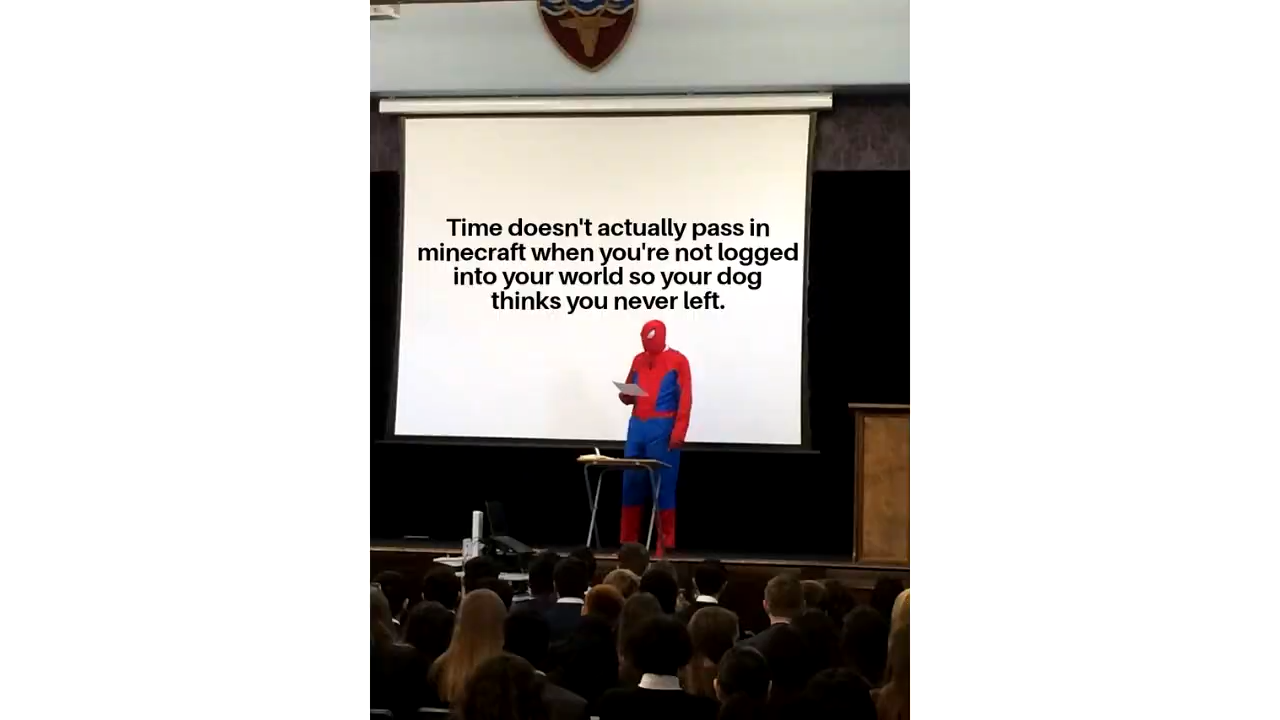 Time doesn't actually pass in
minecraft when you're not logged
into your world so your dog
thinks you never left.